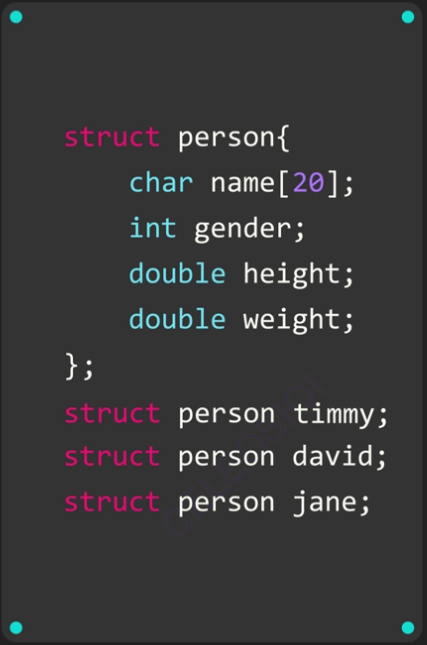 struct person{
    char name[20];
    int gender;
    double height;
    double weight;
};
struct person timmy;
struct person david;
struct person jane;